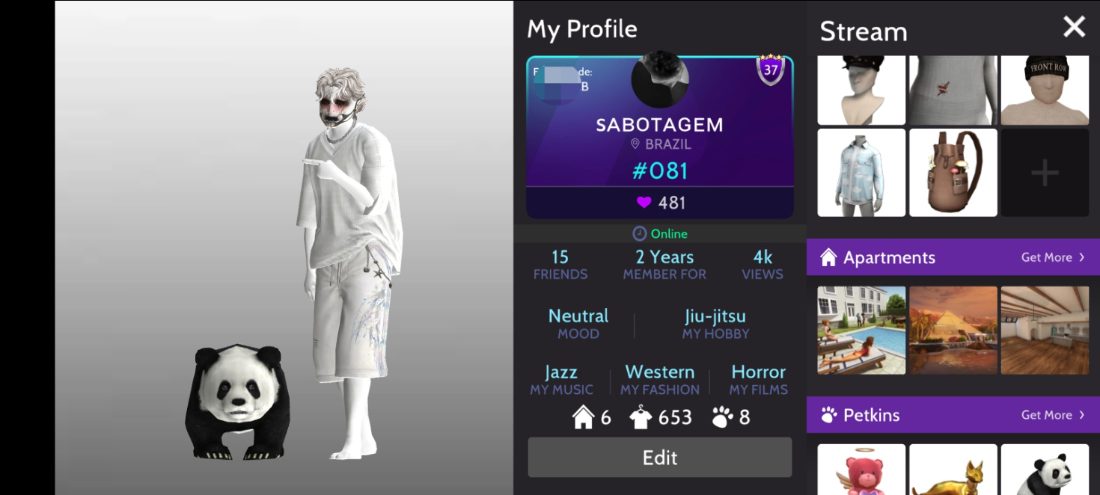 My Profile
37
SABOTAGEM
BRAZIL
#081
481
Online
15
FRIENDS
2 Years
MEMBER FOR
4k
VIEWS
Neutral
MOOD
Jiu-jitsu
MY HOBBY
Jazz
MY MUSIC
Western
MY FASHION
Horror
MY FILMS
6
653
8
Edit
Stream
FRONT ROW
Apartments
Get More
Petkins
Get More